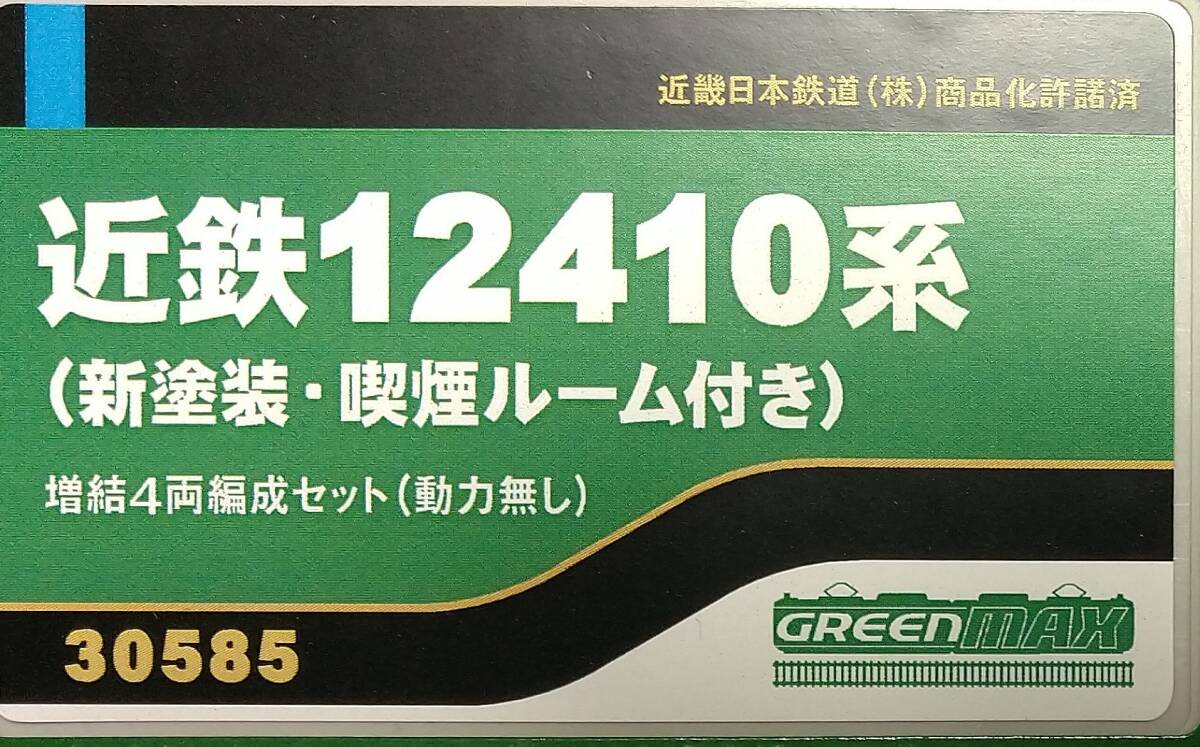 近畿日本鉄道(株)商品化許諾済
近鉄12410系
(新塗装・喫煙ルーム付き)
増結4両編成セット(動力無し)
30585
GREENMAX